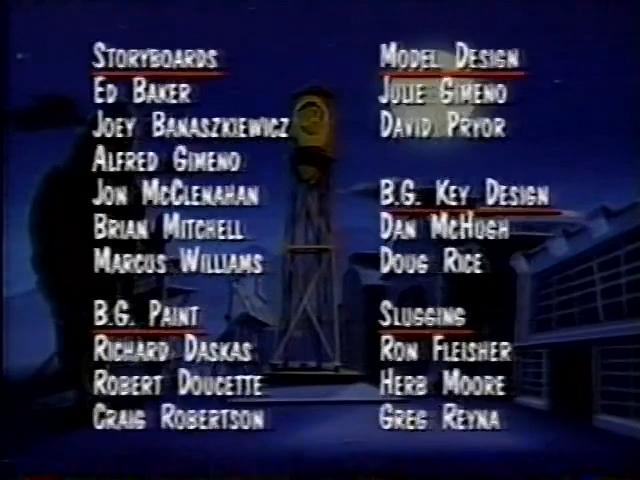 STORYBOARDS
ED BAKER
JOEY BANASZKIEWICZ
ALFRED GIMENO
JON MCCLENAHAN
BRIAN MITCHELL
MARCUS WILLIAMS
B.G. PAINT
RICHARD DASKAS
ROBERT DOUCETTE
CRAIG ROBERTSON
MODEL DESIGN
JULIE GIMENO
DAVID PRYOR
B.G. KEY DESIGN
DAN MCHUGH
DOUG RICE
SLUGGING
RON FLEISHER
HERB MOORE
GREG REYNA